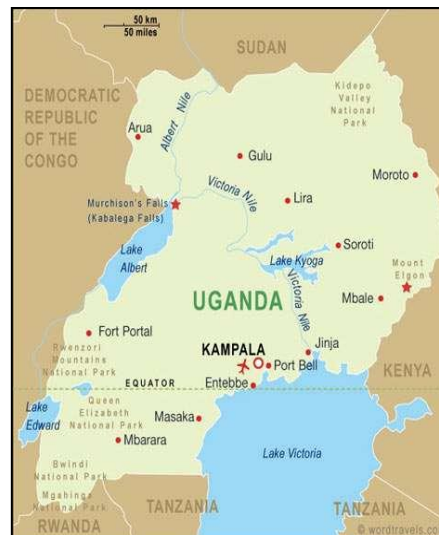 50 km
50 miles
SUDAN
DEMOCRATIC
REPUBLIC
OF THE
CONGO
Albert Nile
Kidepo
Valley
National
Park
Arua
Gulu
Moroto
Murchison's Falls
(Kabalega Falls)
Victoria Nile
Lira
Lake
Albert
Soroti
Lake Kyoga
Mount
Elgon
UGANDA
Victoria Nile
Mbale
Fort Portal
KAMPALA
Jinja
Rwenzori
Mountains
National Park
Port Bell
KENYA
EQUATOR
Entebbe
Lake
Edward
Queen
Elizabeth
National Park
Masaka
Mbarara
Lake Victoria
Bwindi
National Park
Mgahinga
National Park
TANZANIA
TANZANIA
RWANDA
© wordtravels.co